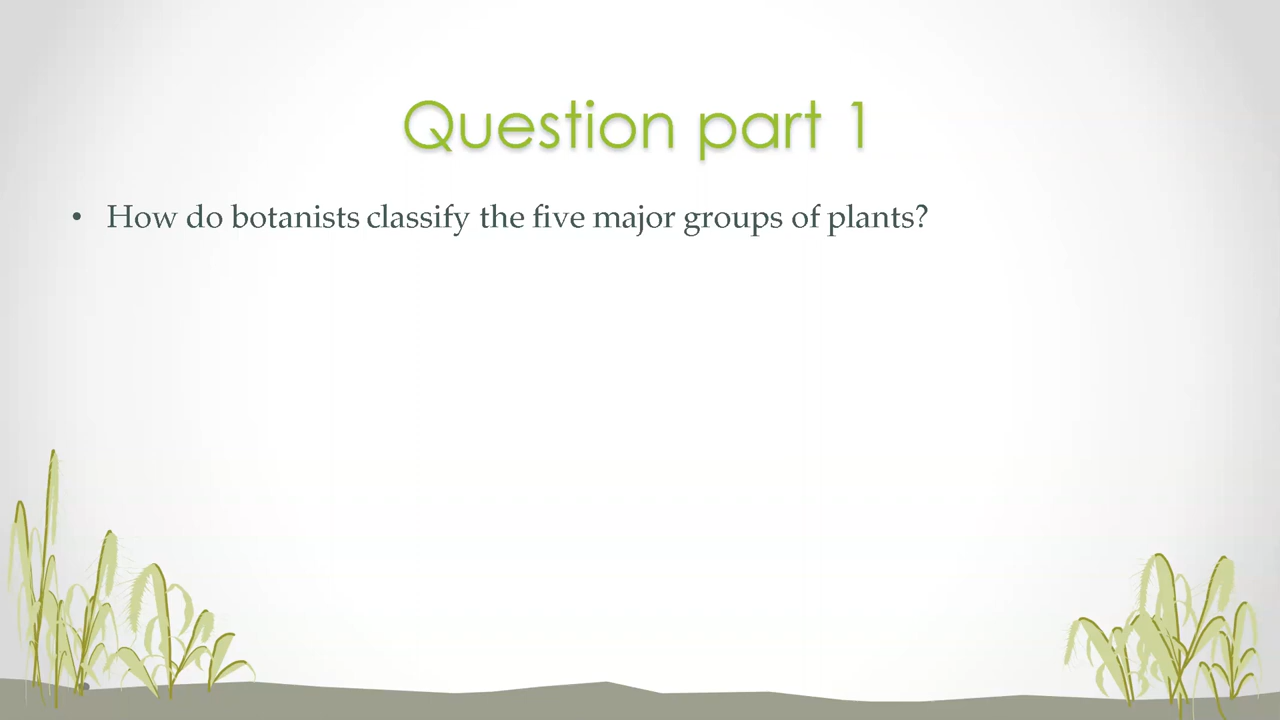 Question part 1
• How do botanists classify the five major groups of plants?